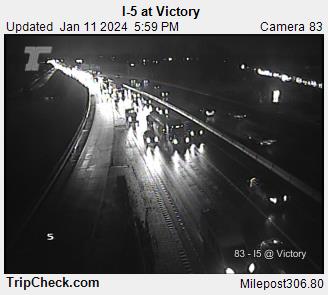 I-5 at Victory
Updated Jan 11 2024 5:59 PM Camera 83
T
S
83 - I5 @ Victory
TripCheck.com Milepost306.80